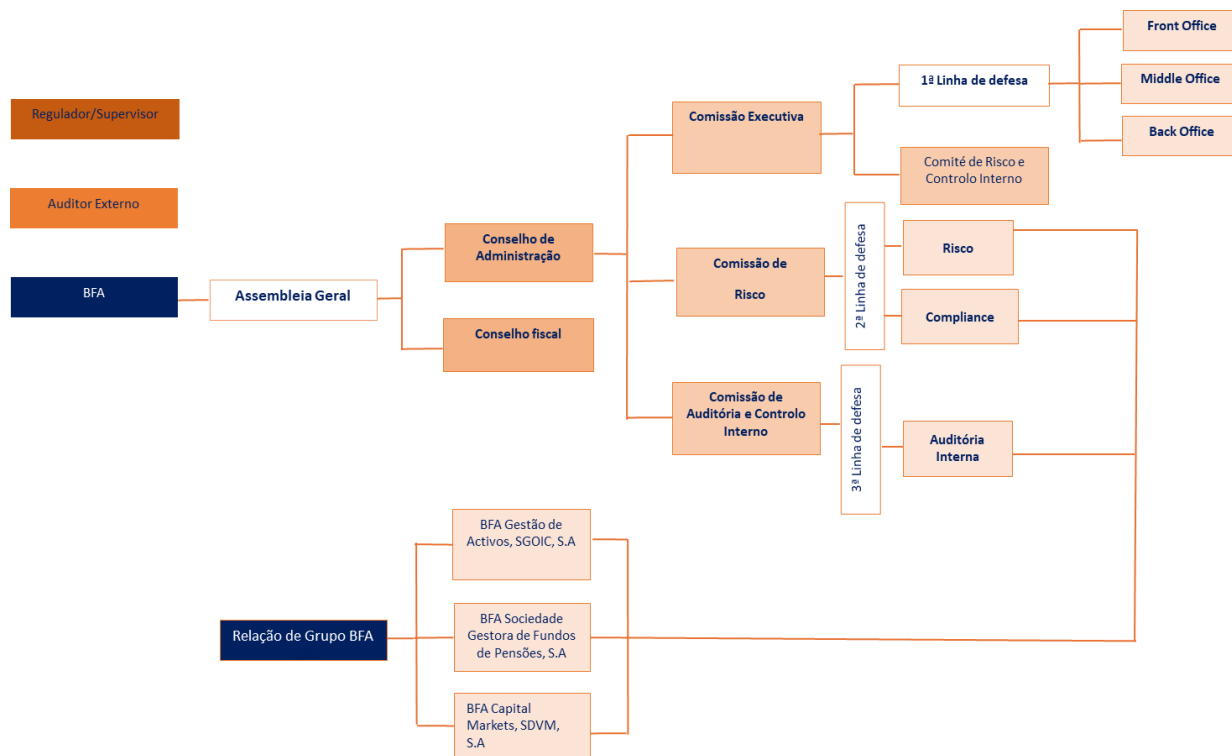 Regulador/Supervisor
Auditor Externo
BFA
Assembleia Geral
Conselho de
Administração
Conselho fiscal
Comissão Executiva
1ª Linha de defesa
Front Office
Middle Office
Back Office
Comité de Risco e
Controlo Interno
Comissão de
Risco
2ª Linha de defesa
Risco
Compliance
Comissão de
Auditória e Controlo
Interno
3ª Linha de defesa
Auditória
Interna
Relação de Grupo BFA
BFA Gestão de
Activos, SGOIC, S.A
BFA Sociedade
Gestora de Fundos
de Pensões, S.A
BFA Capital
Markets, SDVM,
S.A